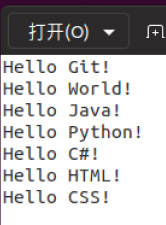 打开(O)
Hello Git!
Hello World!
Hello Java!
Hello Python!
Hello C#!
Hello HTML!
Hello CSS!